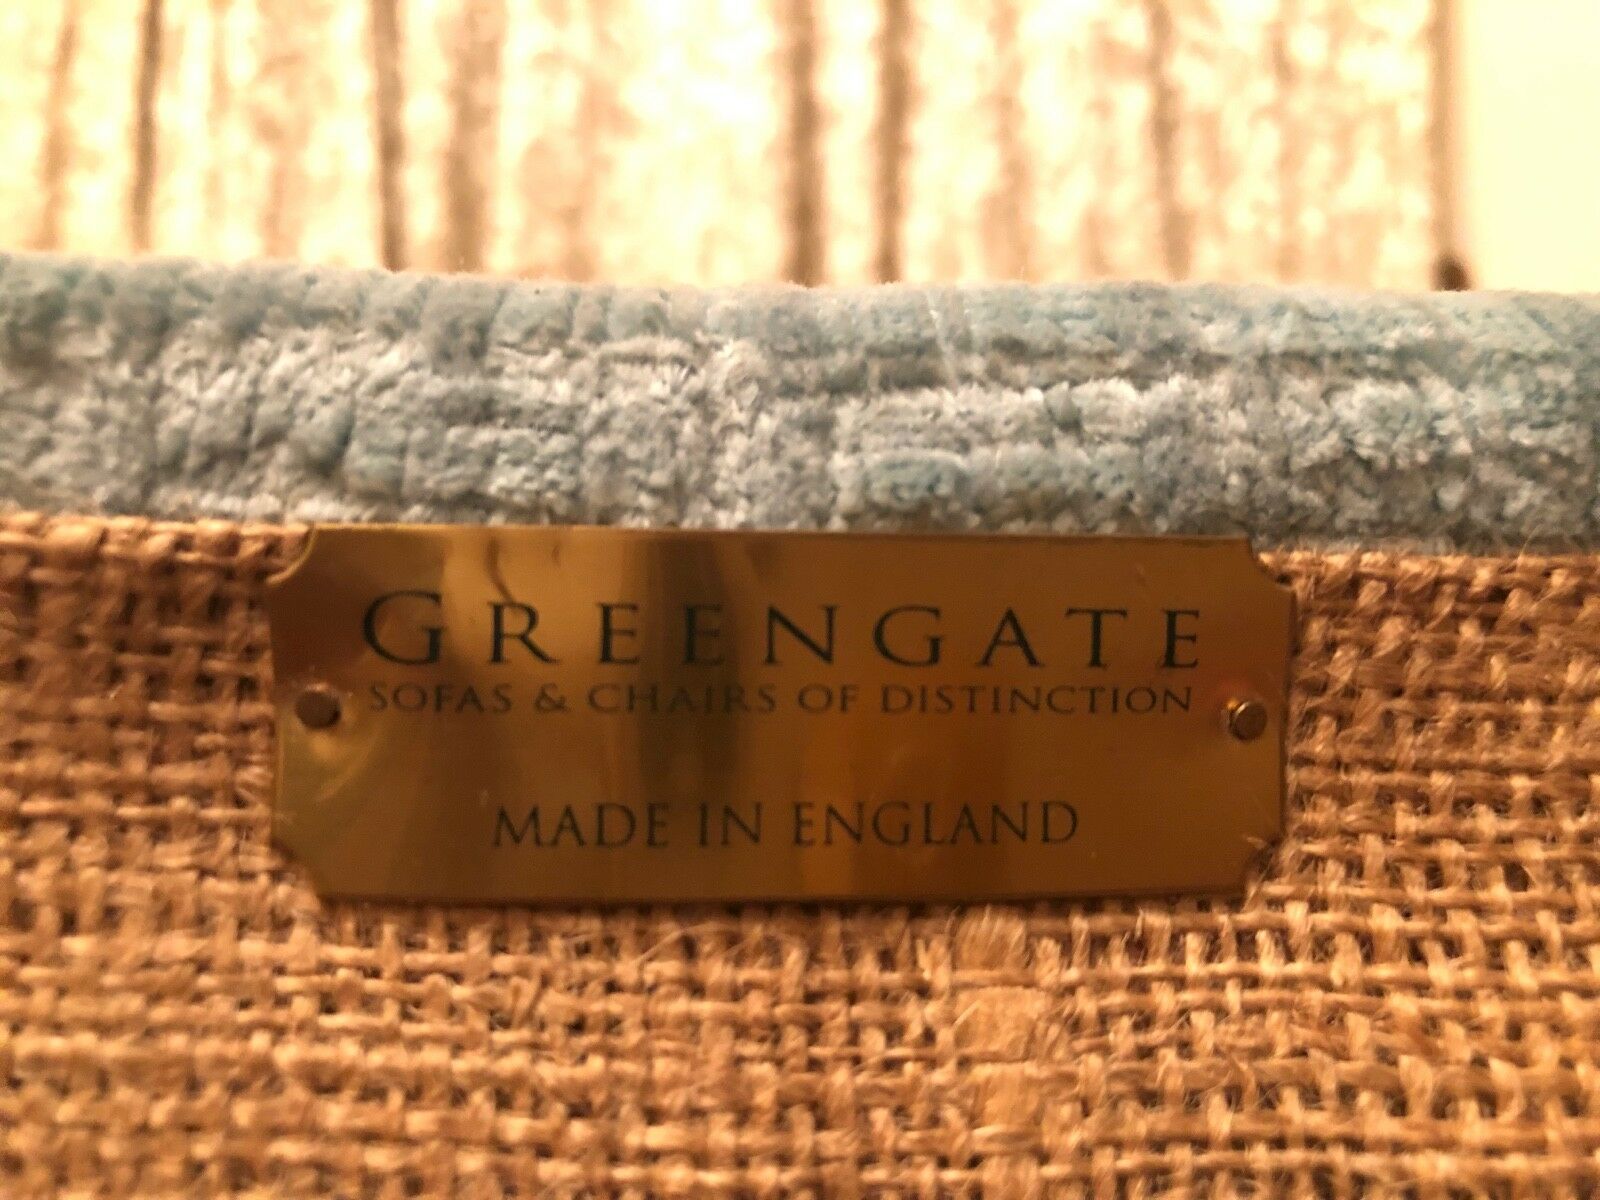 GREENGATE
SOFAS & CHAIRS OF DISTINCTION
MADE IN ENGLAND